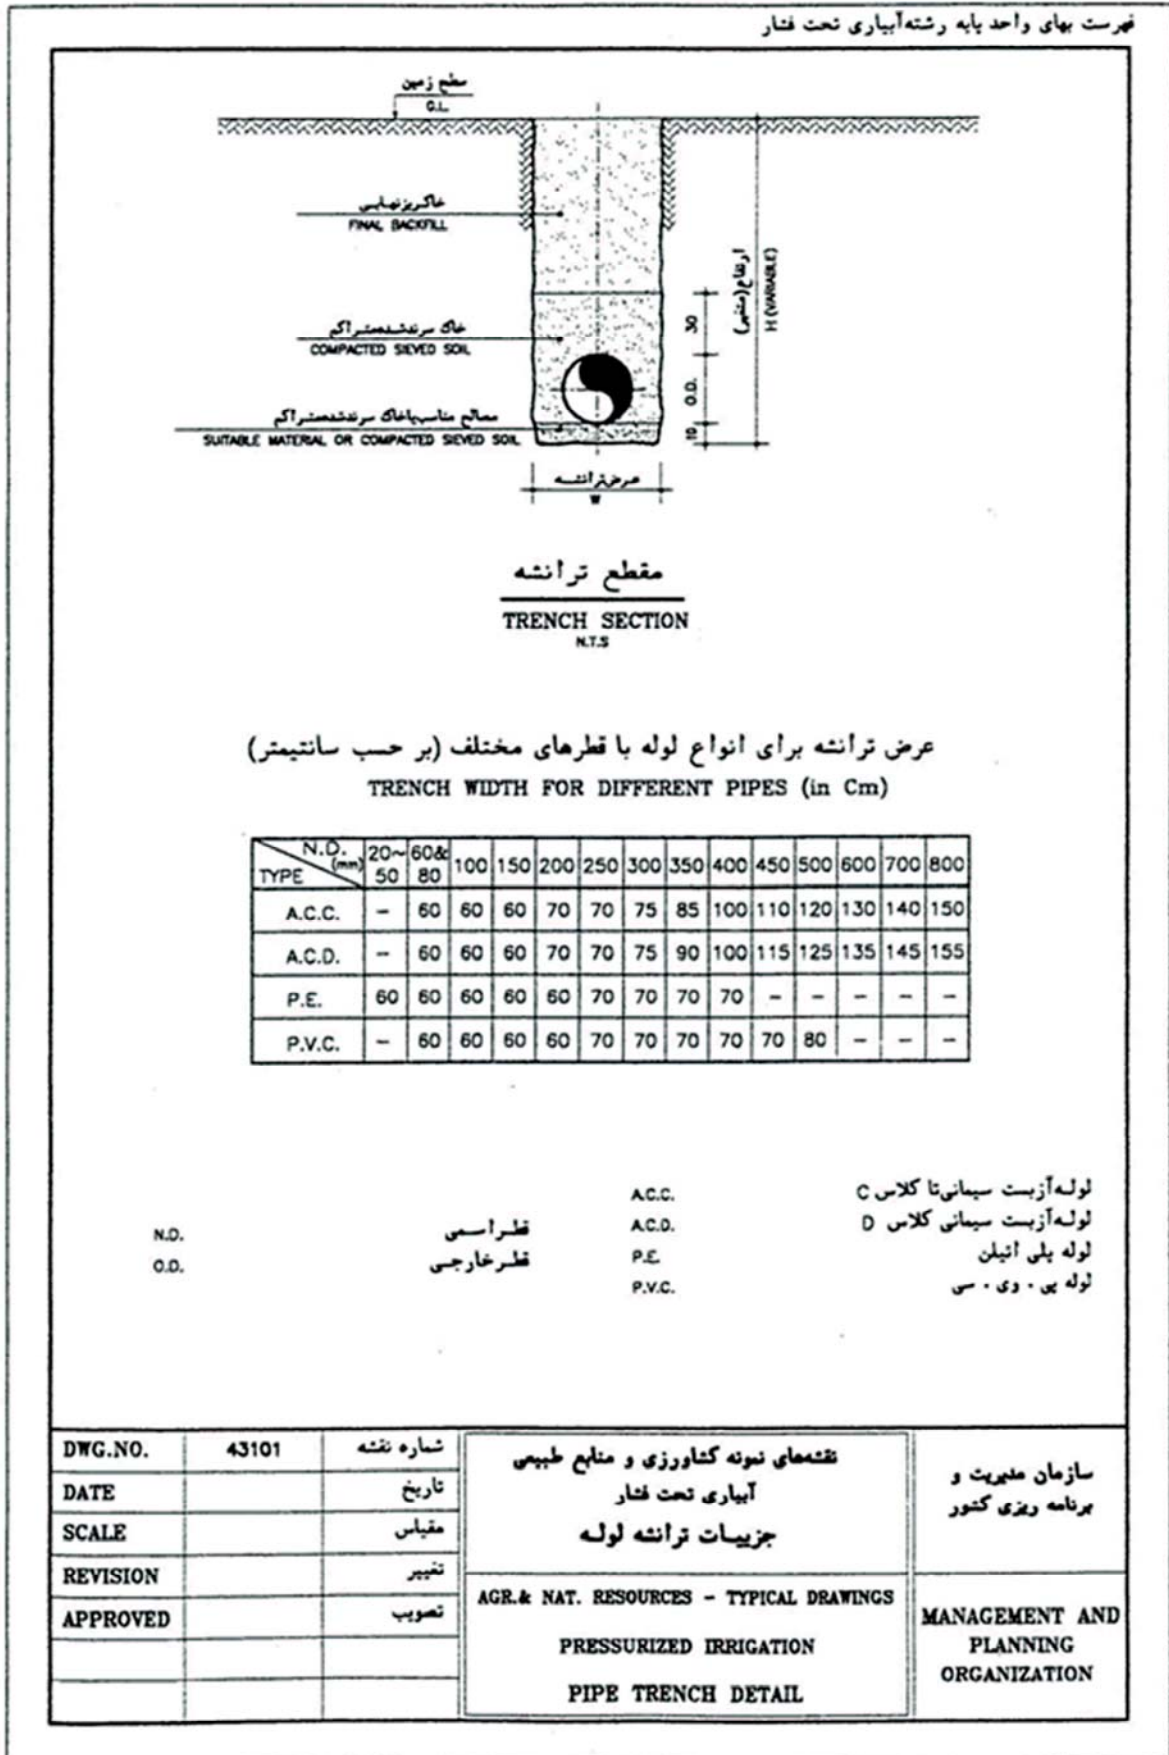 فهرست بهای واحد پایه رشته‌آبیاری تحت فشار
سطح زمین
G.L.
خاکریز نهایی
FINAL BACKFILL
خاک سرندشده‌متراکم
COMPACTED SIEVED SOIL
مصالح مناسب‌یاخاک سرندشده‌متراکم
SUITABLE MATERIAL OR COMPACTED SIEVED SOIL
30
O.D.
10
ارتفاع(متغیر)
H (VARIABLE)
عرض‌ترانشه
W
مقطع ترانشه
TRENCH SECTION
N.T.S
عرض ترانشه برای انواع لوله با قطرهای مختلف (بر حسب سانتیمتر)
TRENCH WIDTH FOR DIFFERENT PIPES (in Cm)
TYPE N.D. (mm) 20~50 60&80 100 150 200 250 300 350 400 450 500 600 700 800
A.C.C. - 60 60 60 70 70 75 85 100 110 120 130 140 150
A.C.D. - 60 60 60 70 70 75 90 100 115 125 135 145 155
P.E. 60 60 60 60 60 70 70 70 70 - - - - -
P.V.C. - 60 60 60 60 70 70 70 70 70 80 - - -
لوله‌آزبست سیمانی‌تا کلاس C A.C.C.
لوله‌آزبست سیمانی کلاس D A.C.D.
لوله پلی اتیلن P.E.
لوله پی . وی . سی P.V.C.
قطراسمی N.D.
قطرخارجی O.D.
DWG.NO. 43101 شماره نقشه
DATE تاریخ
SCALE مقیاس
REVISION تغییر
APPROVED تصویب
نقشه‌های نمونه کشاورزی و منابع طبیعی
آبیاری تحت فشار
جزییات ترانشه لوله
AGR.& NAT. RESOURCES - TYPICAL DRAWINGS
PRESSURIZED IRRIGATION
PIPE TRENCH DETAIL
سازمان مدیریت و
برنامه ریزی کشور
MANAGEMENT AND
PLANNING
ORGANIZATION